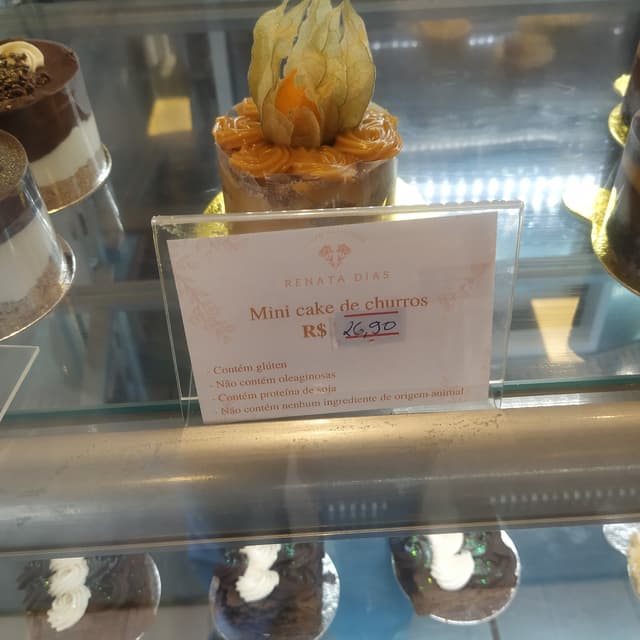 RENATA DIAS
Mini cake de churros
R$ 26,90
- Contém glúten
- Não contém oleaginosas
- Contém proteína de soja
- Não contém nenhum ingrediente de origem animal